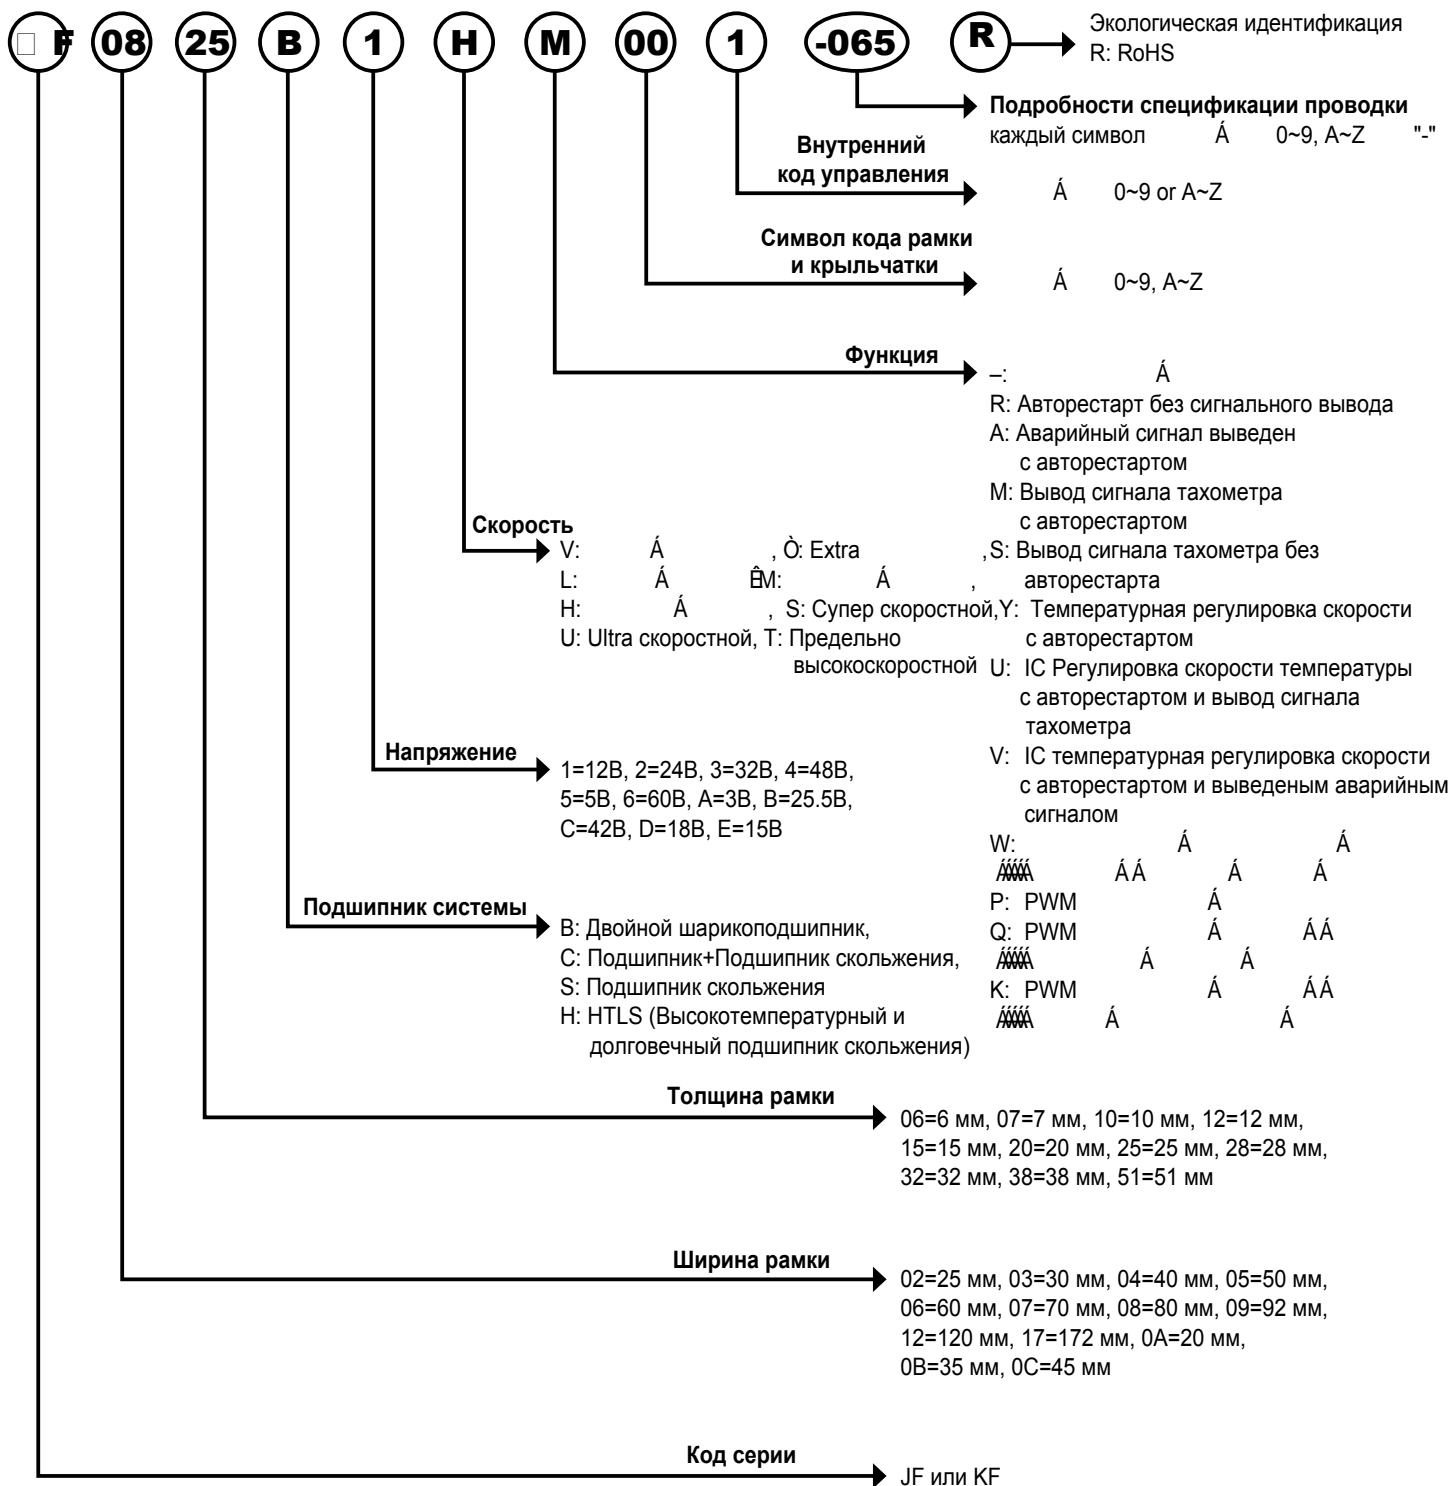 □ F 08 25 B 1 H M 00 1 -065 R
Экологическая идентификация
R: RoHS
Подробности спецификации проводки
каждый символ Á 0~9, A~Z "-"
Внутренний
код управления
Á 0~9 or A~Z
Символ кода рамки
и крыльчатки
Á 0~9, A~Z
Функция
–: Á
R: Авторестарт без сигнального вывода
A: Аварийный сигнал выведен
с авторестартом
M: Вывод сигнала тахометра
с авторестартом
S: Вывод сигнала тахометра без
авторестарта
Y: Температурная регулировка скорости
с авторестартом
U: IC Регулировка скорости температуры
с авторестартом и вывод сигнала
тахометра
V: IC температурная регулировка скорости
с авторестартом и выведеным аварийным
сигналом
W: Á Á
Á Á Á Á
P: PWM Á
Q: PWM Á ÁÁ
Á Á
K: PWM Á ÁÁ
Á Á
Скорость
V: Á , Ò: Extra ,
L: Á ÊM: Á ,
H: Á , S: Супер скоростной,
U: Ultra скоростной, T: Предельно
высокоскоростной
Напряжение
1=12В, 2=24В, 3=32В, 4=48В,
5=5В, 6=60В, A=3В, B=25.5В,
C=42В, D=18В, E=15В
Подшипник системы
B: Двойной шарикоподшипник,
C: Подшипник+Подшипник скольжения,
S: Подшипник скольжения
H: HTLS (Высокотемпературный и
долговечный подшипник скольжения)
Толщина рамки
06=6 мм, 07=7 мм, 10=10 мм, 12=12 мм,
15=15 мм, 20=20 мм, 25=25 мм, 28=28 мм,
32=32 мм, 38=38 мм, 51=51 мм
Ширина рамки
02=25 мм, 03=30 мм, 04=40 мм, 05=50 мм,
06=60 мм, 07=70 мм, 08=80 мм, 09=92 мм,
12=120 мм, 17=172 мм, 0A=20 мм,
0B=35 мм, 0C=45 мм
Код серии
JF или KF